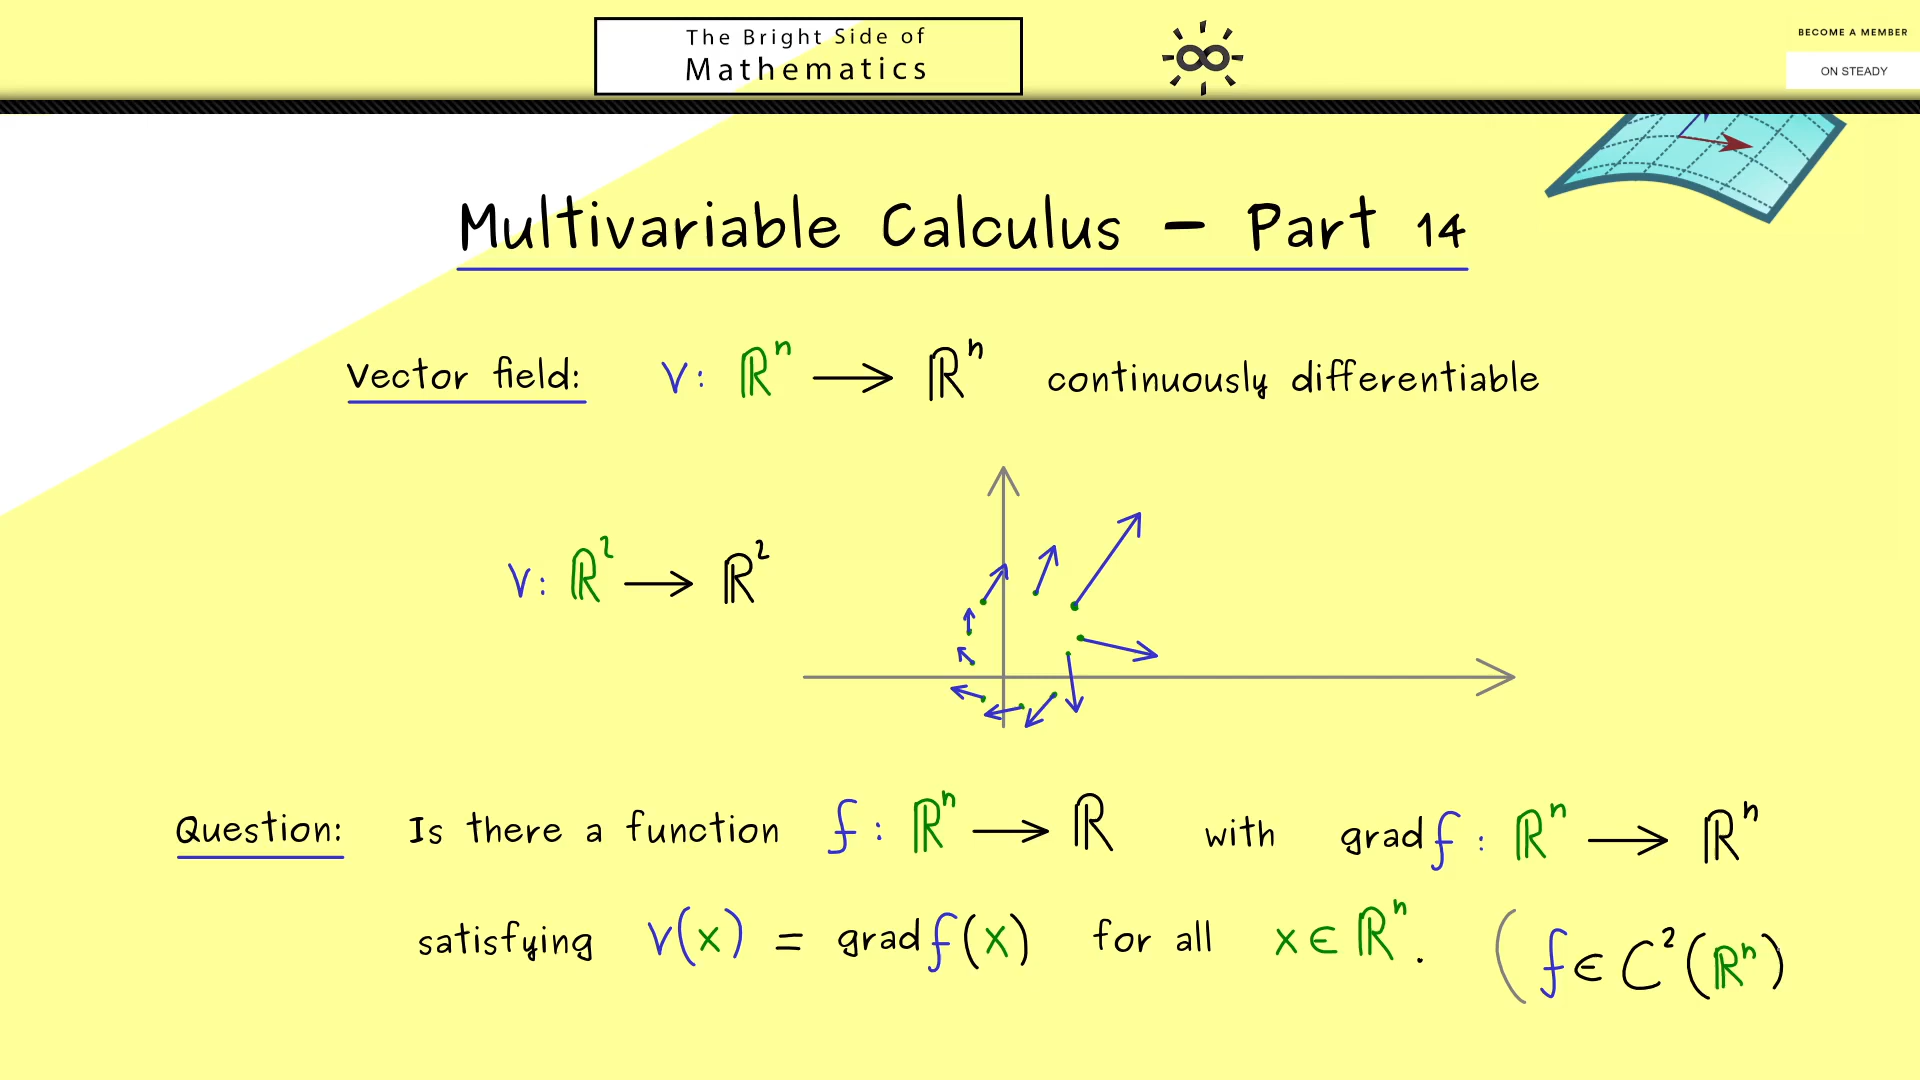 The Bright Side of
Mathematics
BECOME A MEMBER
ON STEADY
Multivariable Calculus – Part 14
Vector field: v: ℝⁿ ⟶ ℝⁿ continuously differentiable
v: ℝ² ⟶ ℝ²
Question: Is there a function f: ℝⁿ ⟶ ℝ with grad f: ℝⁿ ⟶ ℝⁿ
satisfying v(x) = grad f(x) for all x ∈ ℝⁿ. (f ∈ C²(ℝⁿ)